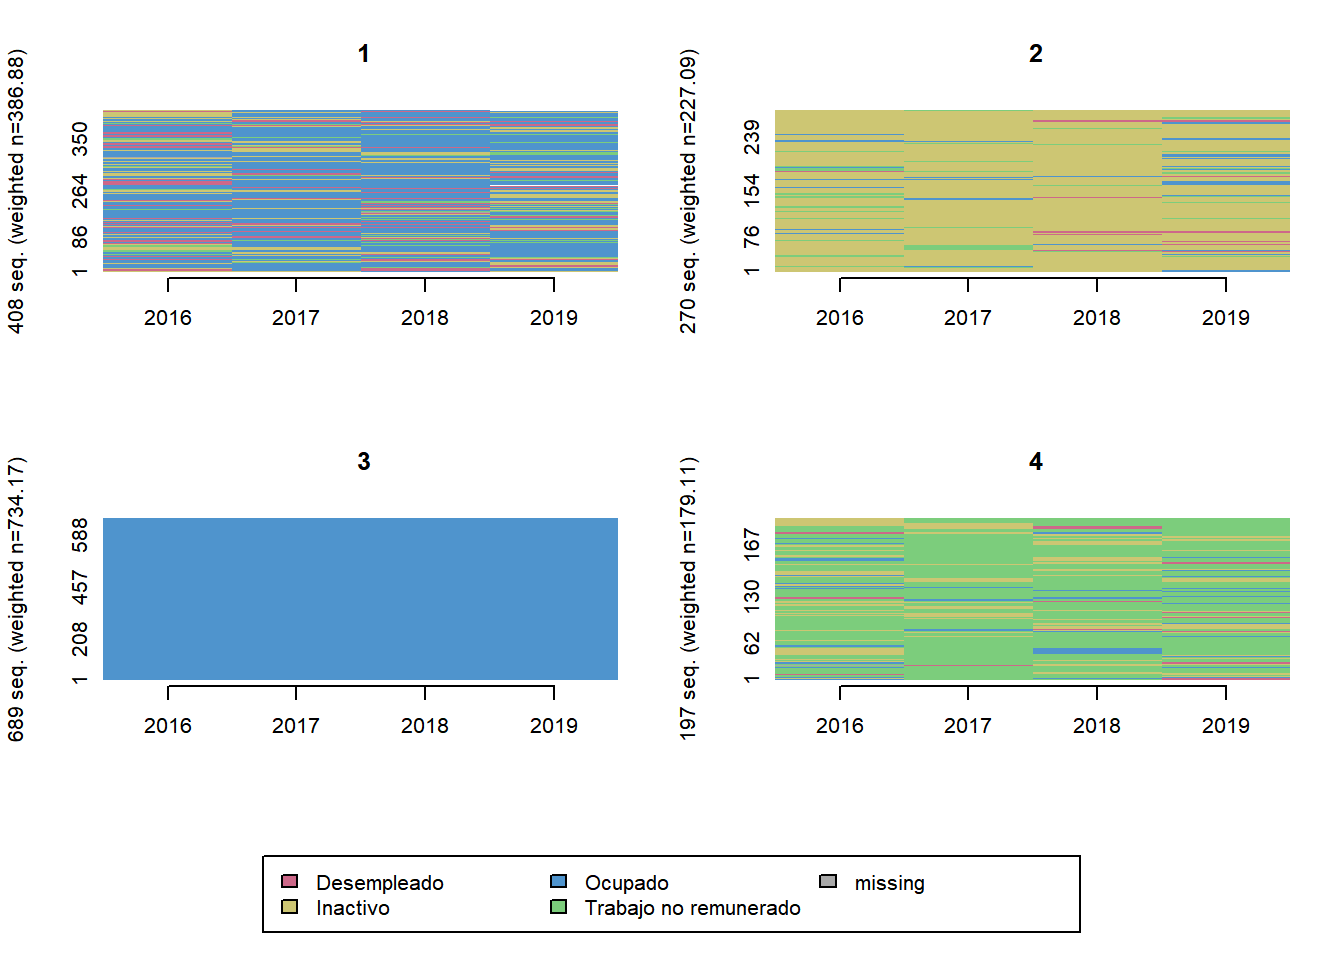 1
408 seq. (weighted n=386.88)
350
264
86
1
2016 2017 2018 2019
2
270 seq. (weighted n=227.09)
239
154
76
1
2016 2017 2018 2019
3
689 seq. (weighted n=734.17)
588
457
208
1
2016 2017 2018 2019
4
197 seq. (weighted n=179.11)
167
130
62
1
2016 2017 2018 2019
Desempleado Ocupado missing
Inactivo Trabajo no remunerado